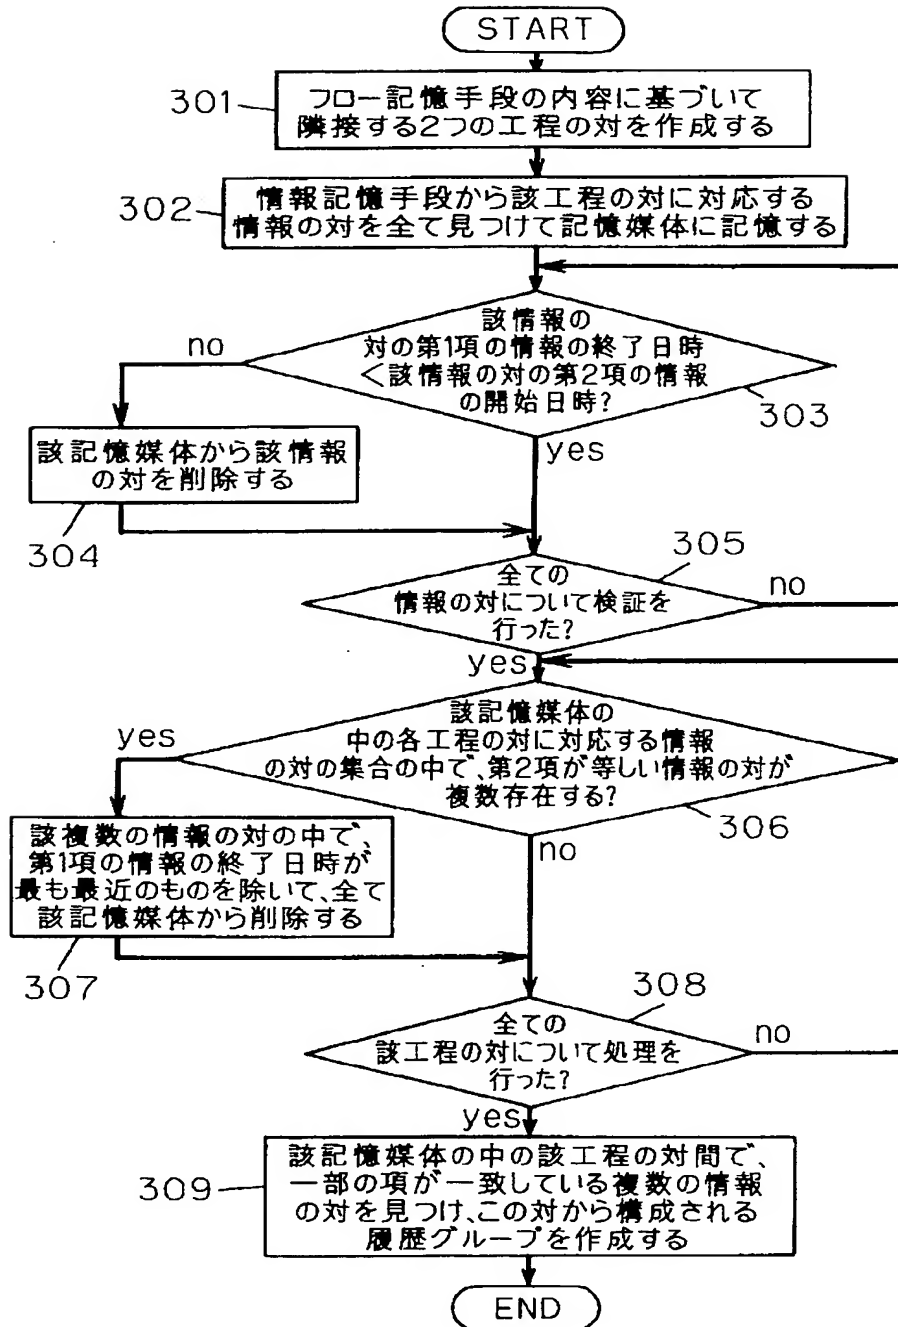 START
301
フロー記憶手段の内容に基づいて
隣接する2つの工程の対を作成する
302
情報記憶手段から該工程の対に対応する
情報の対を全て見つけて記憶媒体に記憶する
該情報の
対の第1項の情報の終了日時
<該情報の対の第2項の情報
の開始日時?
no
303
yes
該記憶媒体から該情報
の対を削除する
304
305
全ての
情報の対について検証を
行った?
no
yes
該記憶媒体の
中の各工程の対に対応する情報
の対の集合の中で、第2項が等しい情報の対が
複数存在する?
yes
306
no
該複数の情報の対の中で、
第1項の情報の終了日時が
最も最近のものを除いて、全て
該記憶媒体から削除する
307
308
全ての
該工程の対について処理を
行った?
no
yes
309
該記憶媒体の中の該工程の対間で、
一部の項が一致している複数の情報
の対を見つけ、この対から構成される
履歴グループを作成する
END